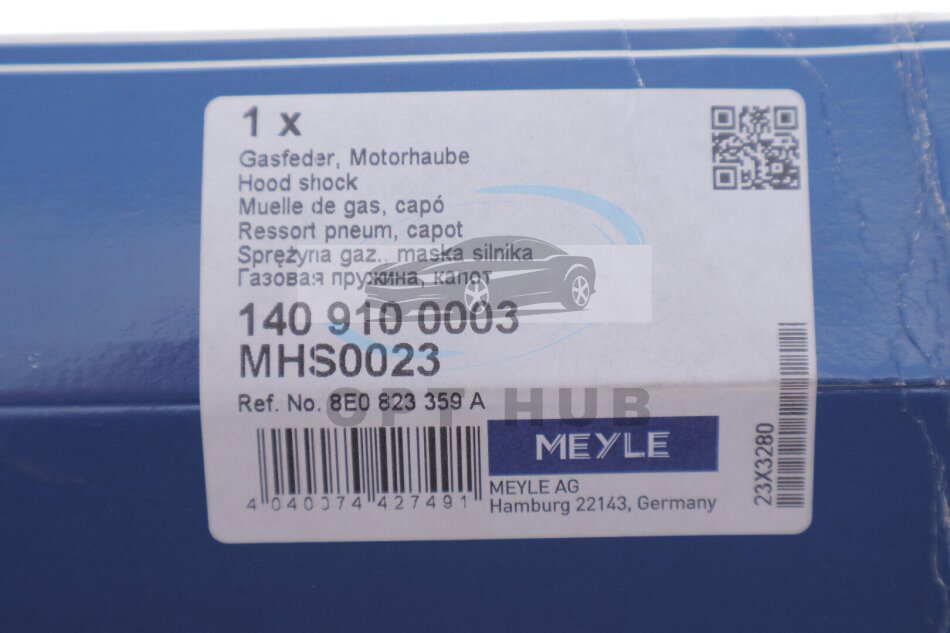 1 x
Gasfeder, Motorhaube
Hood shock
Muelle de gas, capó
Ressort pneum, capot
Sprężyna gaz., maska silnika
Газовая пружина, капот
140 910 0003
MHS0023
OPT HUB
Ref. No. 8E0 823 359 A
4 040074 427491
MEYLE
MEYLE AG
Hamburg 22143, Germany
23X3280